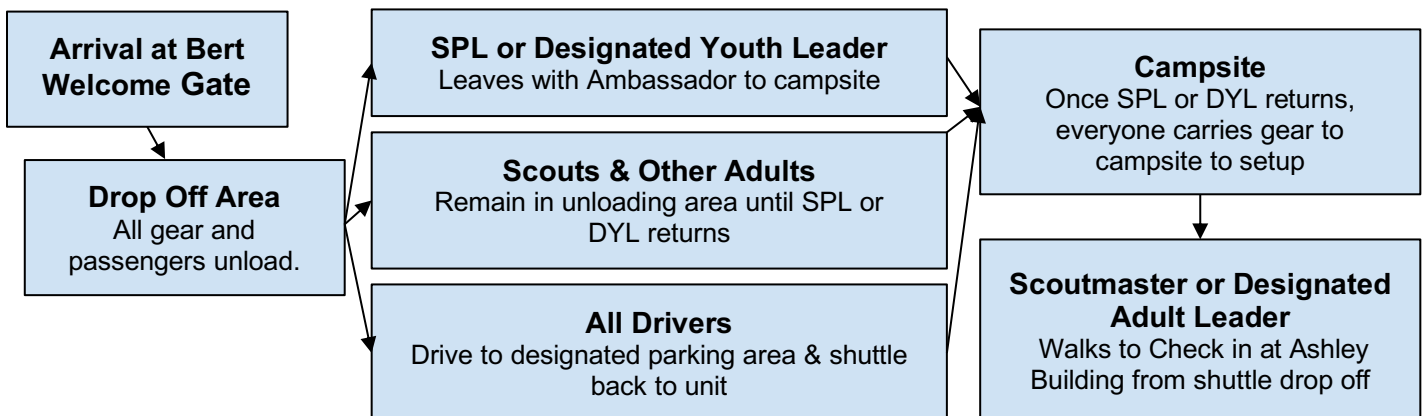 Arrival at Bert
Welcome Gate
Drop Off Area
All gear and
passengers unload.
SPL or Designated Youth Leader
Leaves with Ambassador to campsite
Scouts & Other Adults
Remain in unloading area until SPL or
DYL returns
All Drivers
Drive to designated parking area & shuttle
back to unit
Campsite
Once SPL or DYL returns,
everyone carries gear to
campsite to setup
Scoutmaster or Designated
Adult Leader
Walks to Check in at Ashley
Building from shuttle drop off